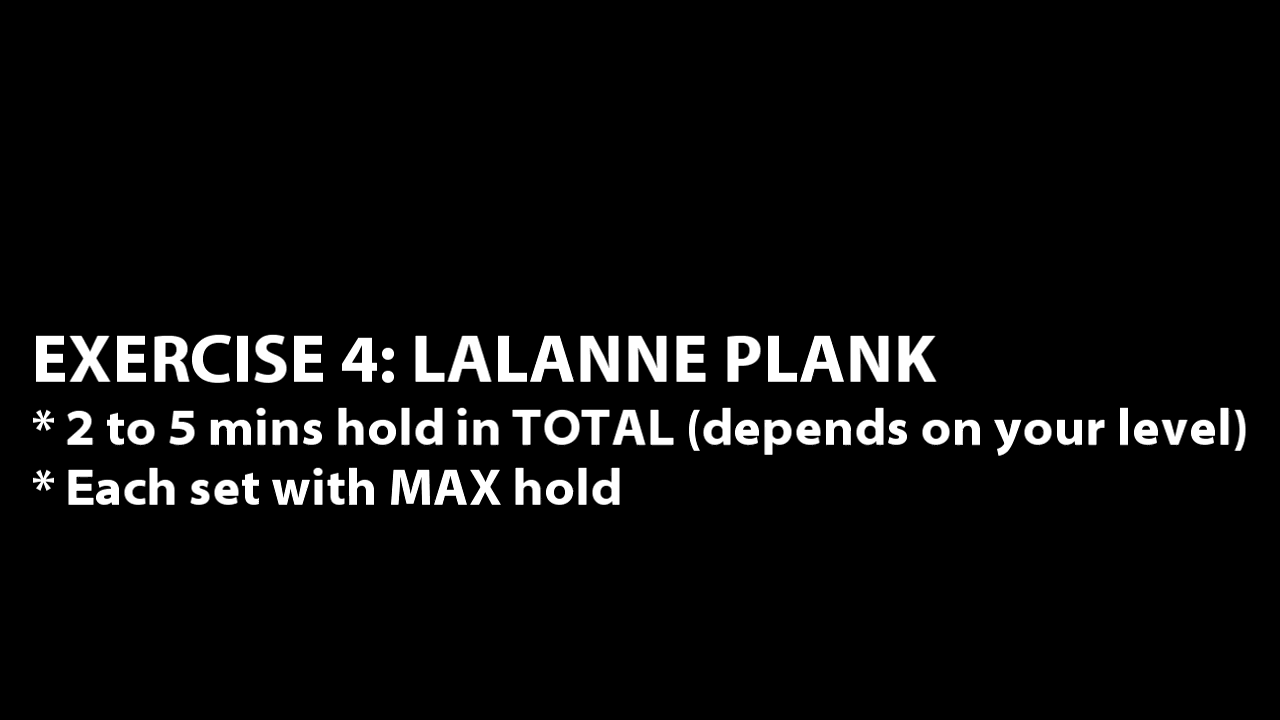 EXERCISE 4: LALANNE PLANK
* 2 to 5 mins hold in TOTAL (depends on your level)
* Each set with MAX hold